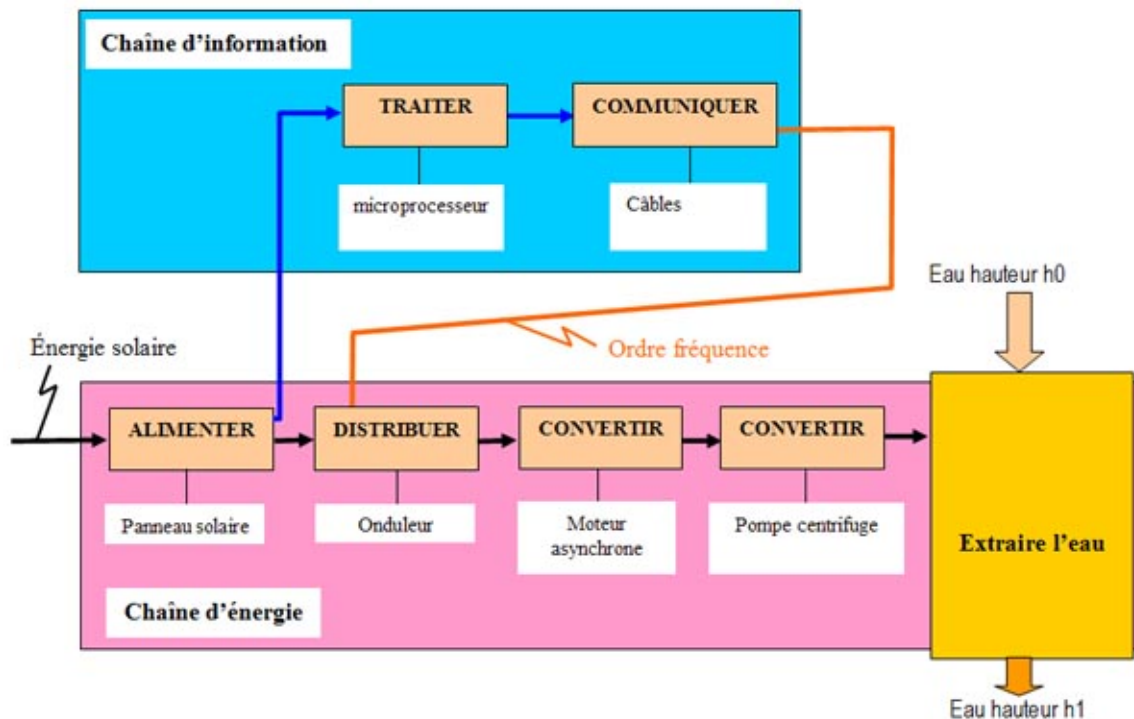 Chaîne d'information
TRAITER
COMMUNIQUER
microprocesseur
Câbles
Eau hauteur h0
Énergie solaire
Ordre fréquence
ALIMENTER
DISTRIBUER
CONVERTIR
CONVERTIR
Panneau solaire
Onduleur
Moteur
asynchrone
Pompe centrifuge
Extraire l'eau
Chaîne d'énergie
Eau hauteur h1